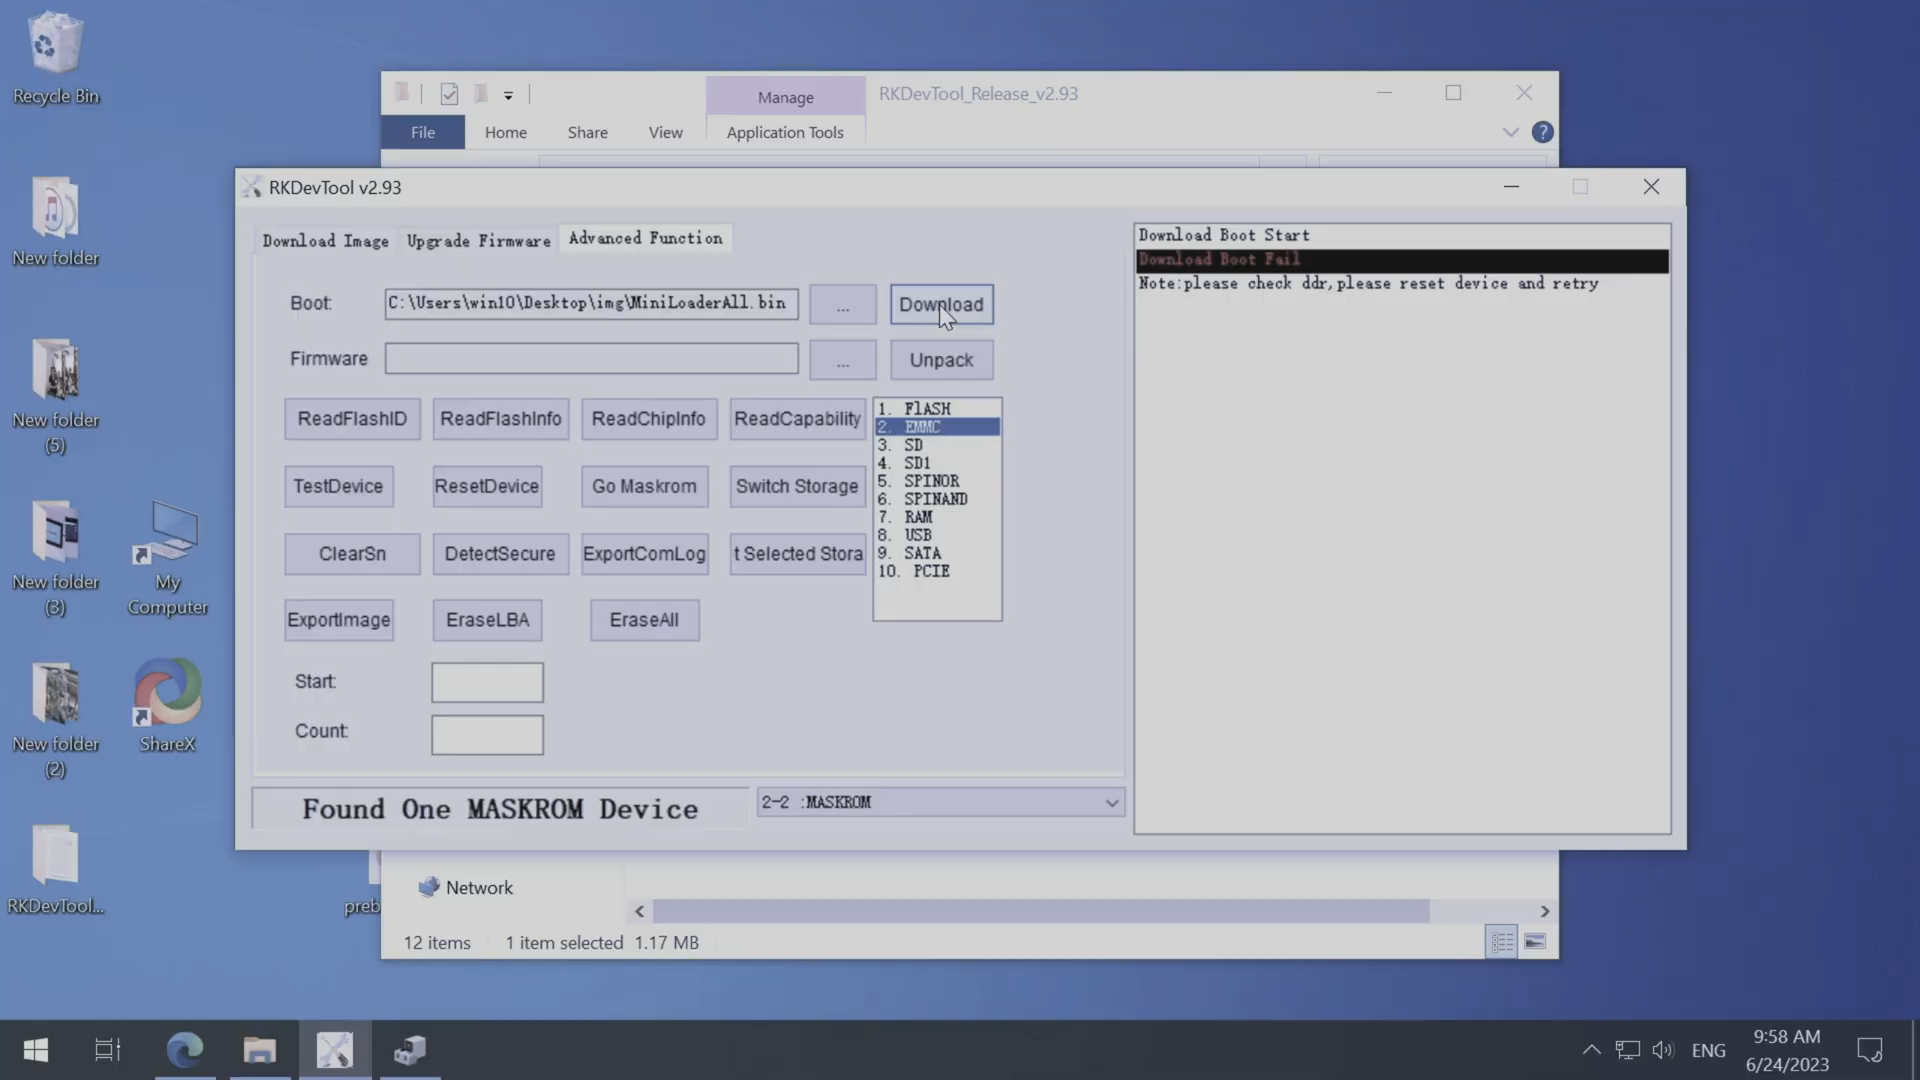 Recycle Bin
New folder
New folder
(5)
New folder
(3)
My
Computer
New folder
(2)
ShareX
RKDevTool...
preb
Manage
RKDevTool_Release_v2.93
File
Home
Share
View
Application Tools
RKDevTool v2.93
Download Image
Upgrade Firmware
Advanced Function
Boot:
C:\Users\win10\Desktop\img\MiniLoaderAll.bin
...
Download
Firmware
...
Unpack
ReadFlashID
ReadFlashInfo
ReadChipInfo
ReadCapability
TestDevice
ResetDevice
Go Maskrom
Switch Storage
ClearSn
DetectSecure
ExportComLog
t Selected Stora
ExportImage
EraseLBA
EraseAll
1. FlASH
2. EMMC
3. SD
4. SD1
5. SPINOR
6. SPINAND
7. RAM
8. USB
9. SATA
10. PCIE
Start:
Count:
Found One MASKROM Device
2-2 :MASKROM
Download Boot Start
Download Boot Fail
Note:please check ddr,please reset device and retry
Network
12 items
1 item selected 1.17 MB
ENG
9:58 AM
6/24/2023